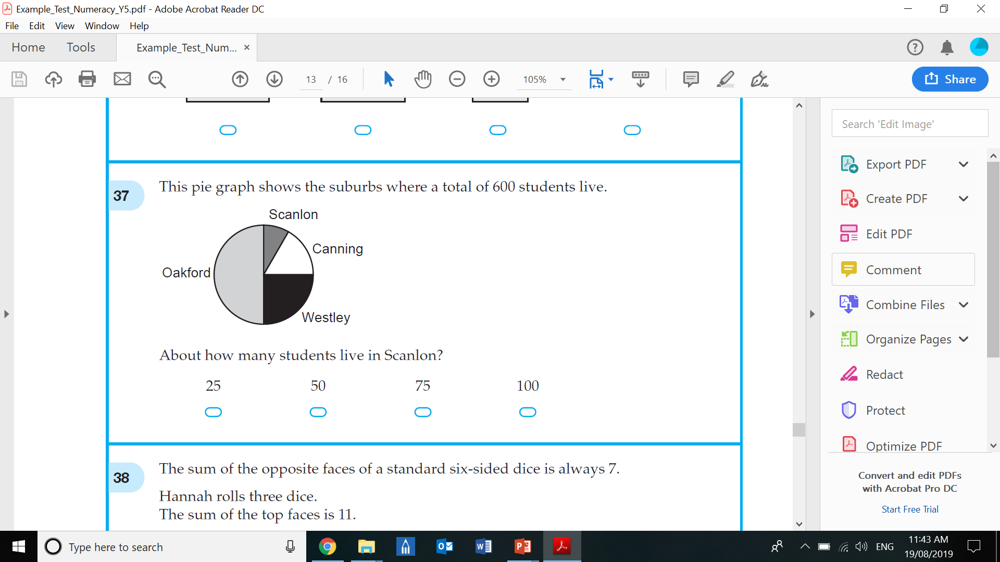 Example_Test_Numeracy_Y5.pdf - Adobe Acrobat Reader DC
File Edit View Window Help
Home Tools Example_Test_Num... ×
13 / 16 105% Share
Search 'Edit Image'
Export PDF
Create PDF
Edit PDF
Comment
Combine Files
Organize Pages
Redact
Protect
Optimize PDF
Convert and edit PDFs
with Acrobat Pro DC
Start Free Trial
37 This pie graph shows the suburbs where a total of 600 students live.
Scanlon
Canning
Oakford
Westley
About how many students live in Scanlon?
25 50 75 100
38 The sum of the opposite faces of a standard six-sided dice is always 7.
Hannah rolls three dice.
The sum of the top faces is 11.
Type here to search
ENG
11:43 AM
19/08/2019